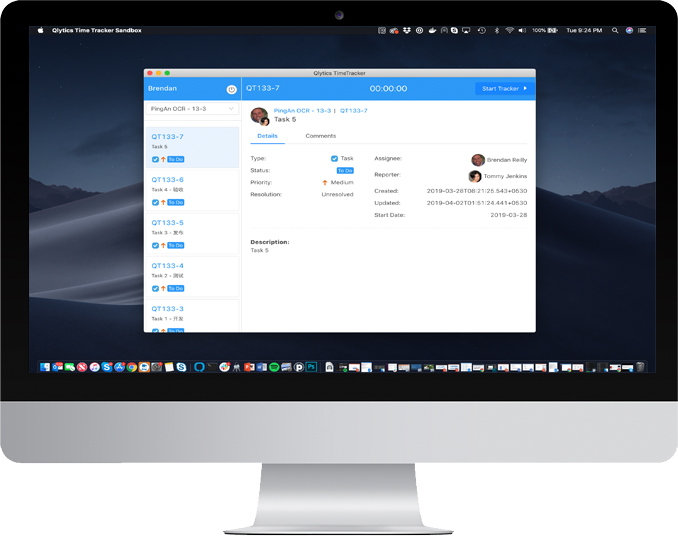 Qlytics Time Tracker Sandbox
100%
Tue 9:24 PM
Qlytics TimeTracker
Brendan
QT133-7
00:00:00
Start Tracker
PingAn OCR - 13-3
PingAn OCR - 13-3 | QT133-7
Task 5
Details
Comments
QT133-7
Task 5
To Do
QT133-6
Task 4 - 验收
To Do
QT133-5
Task 3 - 发布
To Do
QT133-4
Task 2 - 测试
To Do
QT133-3
Task 1 - 开发
To Do
Type:
Task
Status:
To Do
Priority:
Medium
Resolution:
Unresolved
Assignee:
Brendan Reilly
Reporter:
Tommy Jenkins
Created:
2019-03-28T08:21:25.543+0530
Updated:
2019-04-02T01:51:24.441+0530
Start Date:
2019-03-28
Description:
Task 5